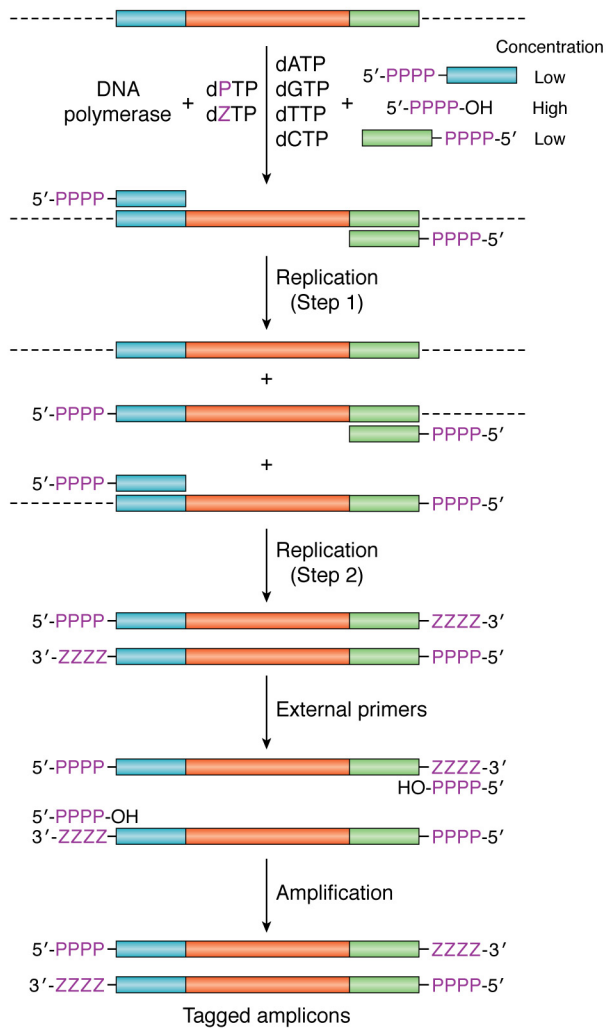 Concentration
DNA
polymerase
+
dPTP
dZTP
dATP
dGTP
dTTP
dCTP
+
5′-PPPP
Low
5′-PPPP-OH
High
PPPP-5′
Low
5′-PPPP
PPPP-5′
Replication
(Step 1)
+
5′-PPPP
PPPP-5′
+
5′-PPPP
PPPP-5′
Replication
(Step 2)
5′-PPPP
ZZZZ-3′
3′-ZZZZ
PPPP-5′
External primers
5′-PPPP
ZZZZ-3′
HO-PPPP-5′
5′-PPPP-OH
3′-ZZZZ
PPPP-5′
Amplification
5′-PPPP
ZZZZ-3′
3′-ZZZZ
PPPP-5′
Tagged amplicons